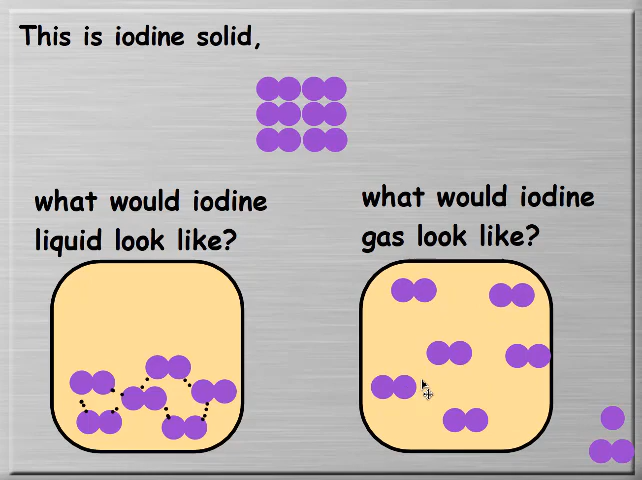 This is iodine solid,
what would iodine
liquid look like?
what would iodine
gas look like?